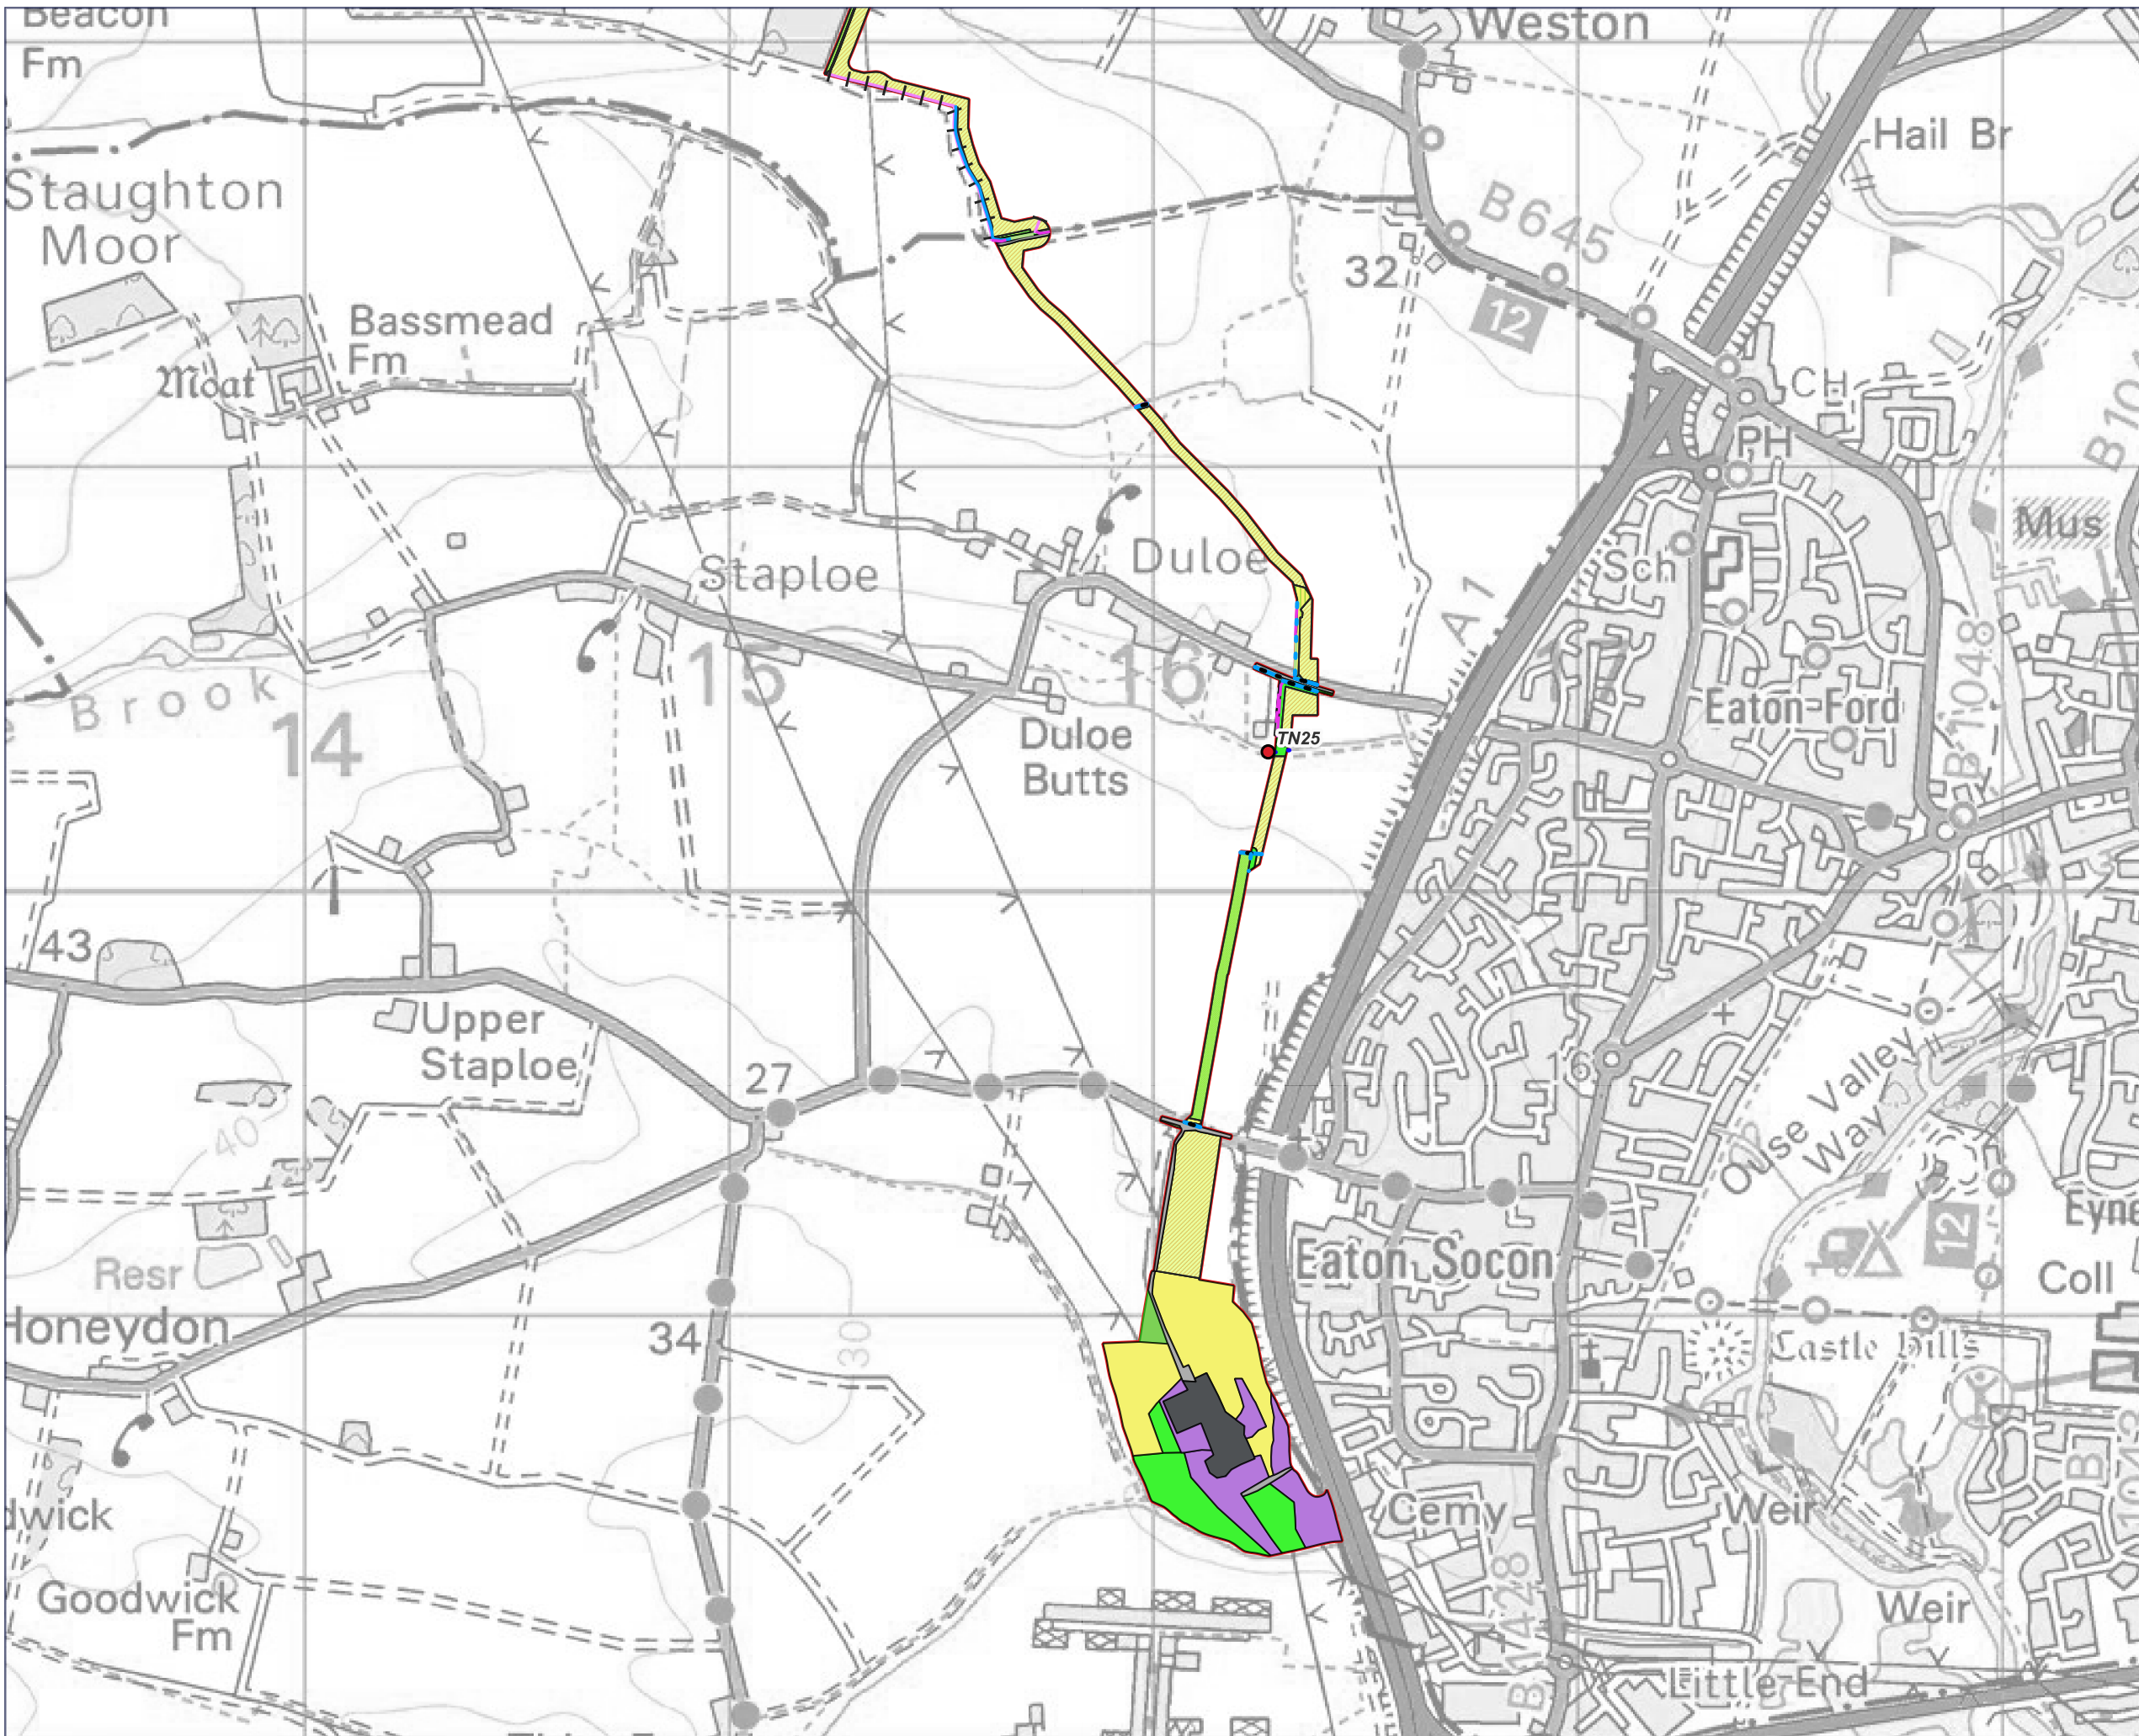 Beacon
Fm
Weston
Hail Br
Staughton
Moor
B645
32
12
Bassmead
Fm
Moat
CH
PH
Mus
Sch
Staploe
Duloe
A1
15
16
B1048
Brook
14
Eaton Ford
TN25
Duloe
Butts
43
Upper
Staploe
27
16
Ouse Valley
Way
40
12
Resr
Eaton Socon
Coll
Honeydon
34
30
Castle Hills
Cemy
Weir
Goodwick
Fm
B1428
Weir
Little End